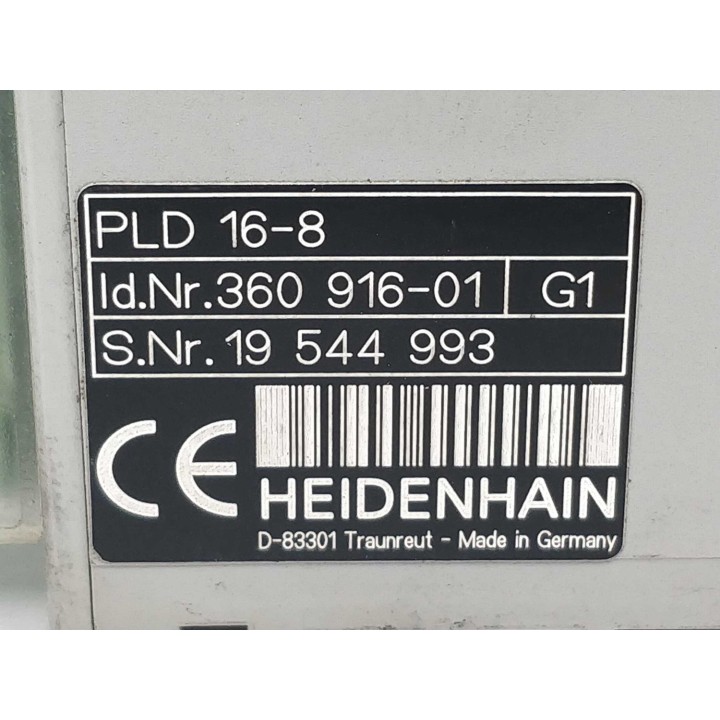 PLD 16-8
Id.Nr.360 916-01 G1
S.Nr.19 544 993
CE
HEIDENHAIN
D-83301 Traunreut - Made in Germany